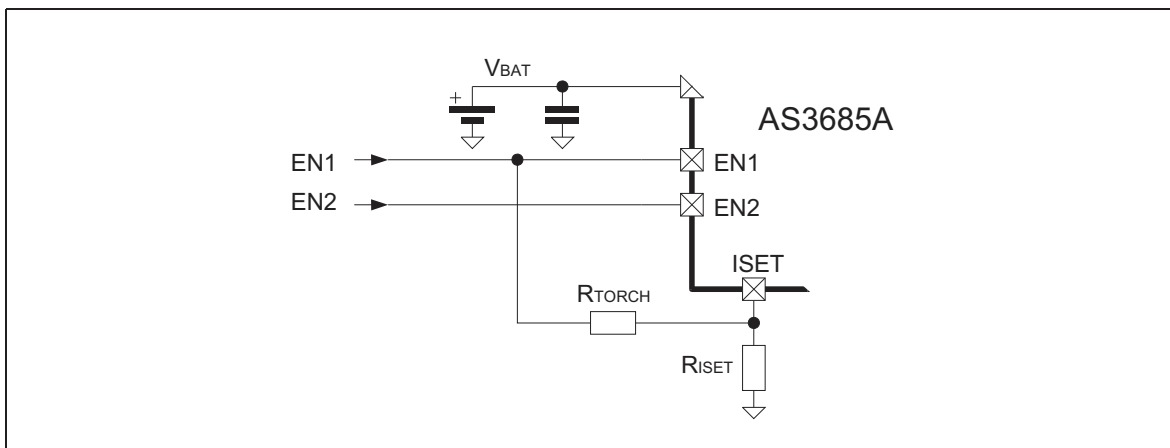 VBAT
+
AS3685A
EN1
EN1
EN2
EN2
ISET
RTORCH
RISET